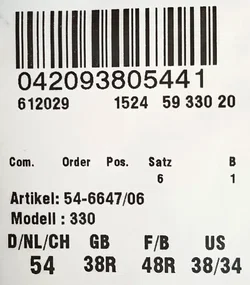 042093805441
612029 1524 59 330 20
Com. Order Pos. Satz B
6 1
Artikel: 54-6647/06
Modell : 330
D/NL/CH GB F/B US
54 38R 48R 38/34